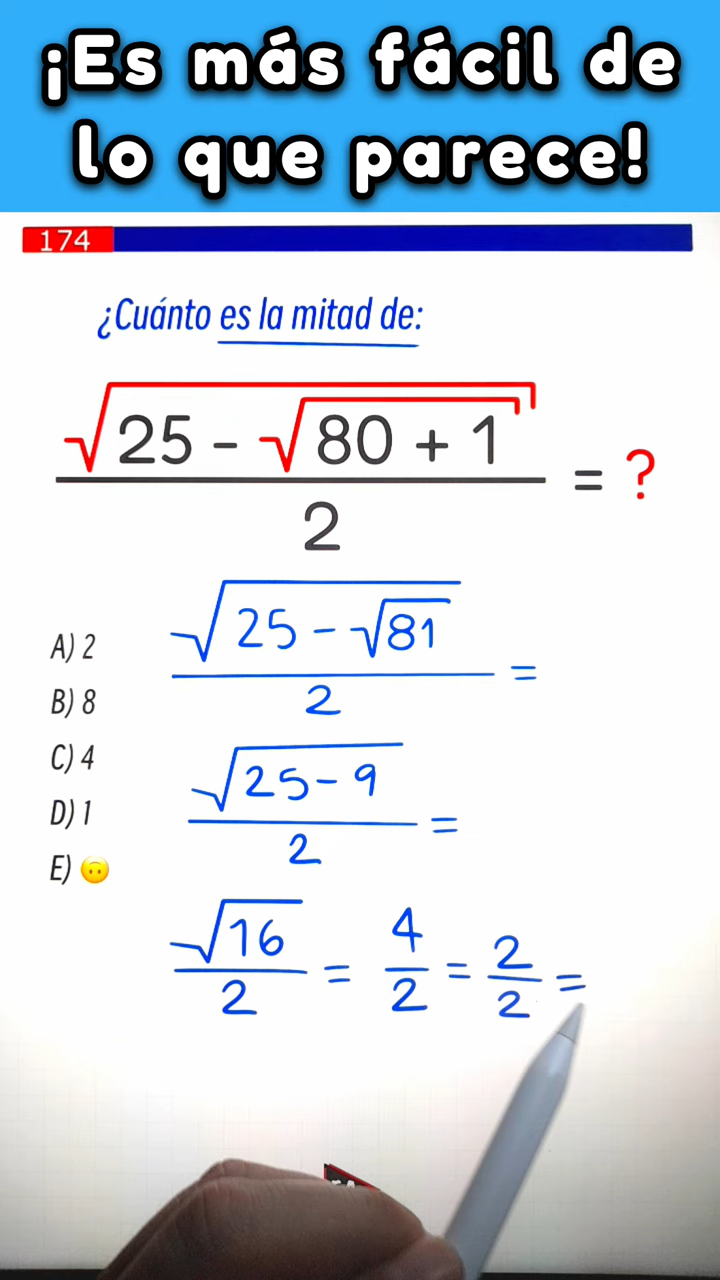 ¡Es más fácil de
lo que parece!
174
¿Cuánto es la mitad de:
√(25 - √(80 + 1)) / 2 = ?
A) 2
B) 8
C) 4
D) 1
E) 🙃
√(25 - √81) / 2 =
√(25 - 9) / 2 =
√16 / 2 = 4/2 = 2/2 =